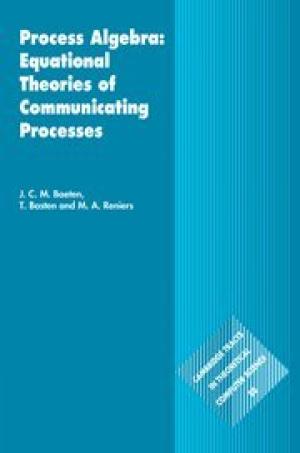 Process Algebra:
Equational
Theories of
Communicating
Processes
J. C. M. Baeten,
T. Basten and M. A. Reniers
CAMBRIDGE TRACTS
IN THEORETICAL
COMPUTER SCIENCE
50